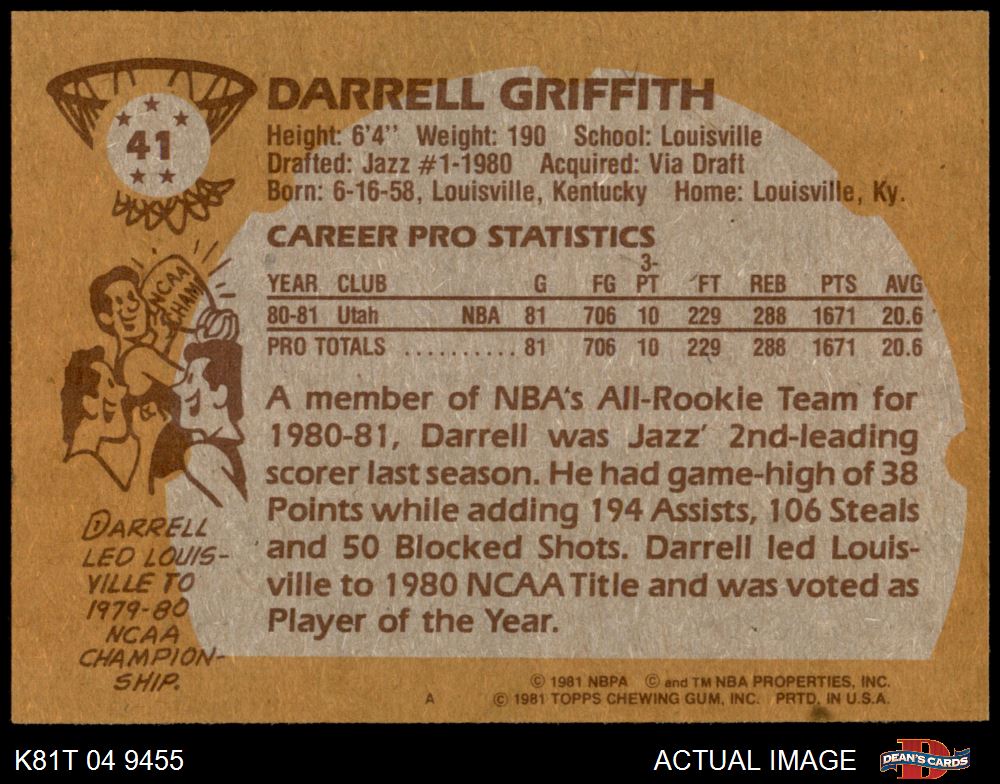 41
DARRELL GRIFFITH
Height: 6'4'' Weight: 190 School: Louisville
Drafted: Jazz #1-1980 Acquired: Via Draft
Born: 6-16-58, Louisville, Kentucky Home: Louisville, Ky.
CAREER PRO STATISTICS
YEAR CLUB G FG 3-PT FT REB PTS AVG
80-81 Utah NBA 81 706 10 229 288 1671 20.6
PRO TOTALS .......... 81 706 10 229 288 1671 20.6
NCAA
CHAMP
A member of NBA's All-Rookie Team for
1980-81, Darrell was Jazz' 2nd-leading
scorer last season. He had game-high of 38
Points while adding 194 Assists, 106 Steals
and 50 Blocked Shots. Darrell led Louis-
ville to 1980 NCAA Title and was voted as
Player of the Year.
DARRELL
LED LOUIS-
VILLE TO
1979-80
NCAA
CHAMPION-
SHIP.
© 1981 NBPA © and TM NBA PROPERTIES, INC.
A © 1981 TOPPS CHEWING GUM, INC. PRTD. IN U.S.A.
K81T 04 9455
ACTUAL IMAGE
DEAN'S CARDS